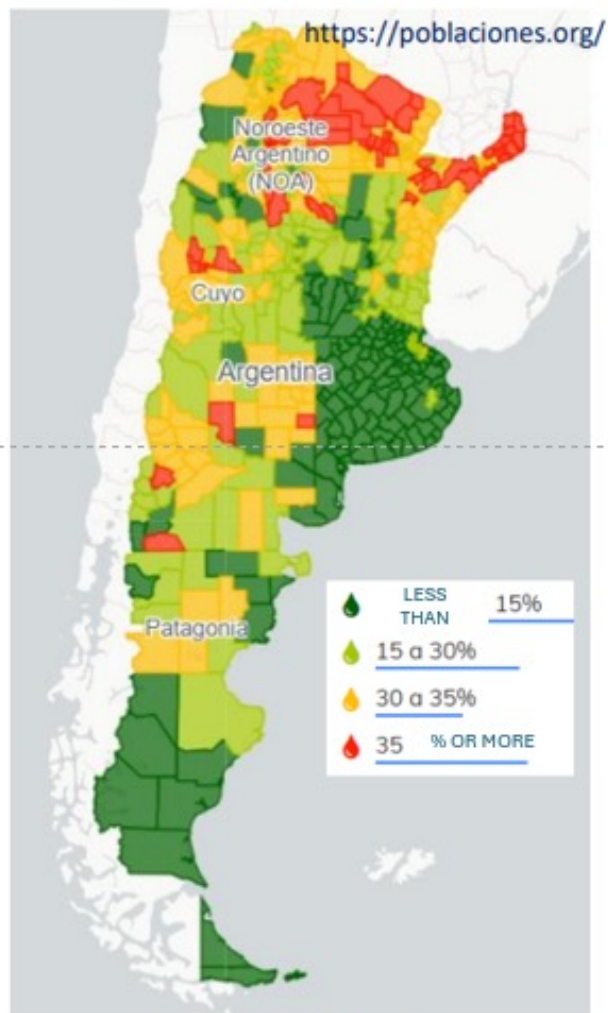 https://poblaciones.org/
Noroeste
Argentino
(NOA)
Cuyo
Argentina
Patagonia
LESS
THAN 15%
15 a 30%
30 a 35%
35 % OR MORE